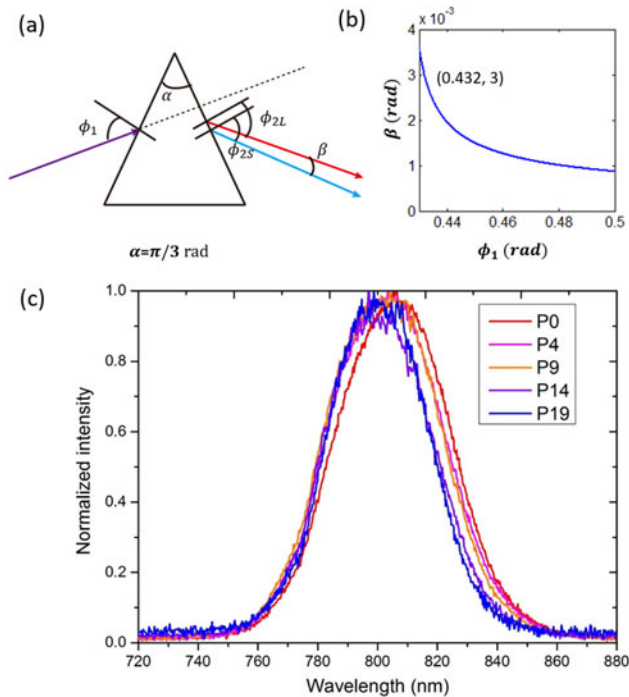 (a)
α
ϕ1
ϕ2L
ϕ2S
β
α=π/3 rad
(b)
4 x 10^-3
3
2
1
0
β (rad)
(0.432, 3)
0.44 0.46 0.48 0.5
ϕ1 (rad)
(c)
1.0
0.8
0.6
0.4
0.2
0.0
Normalized intensity
P0
P4
P9
P14
P19
720 740 760 780 800 820 840 860 880
Wavelength (nm)